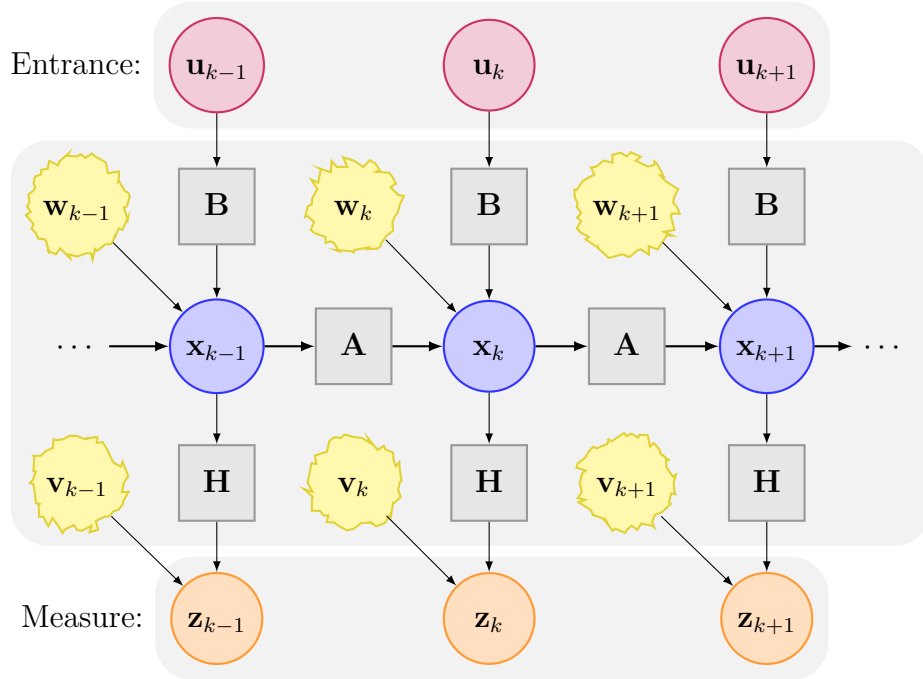 Entrance: u_{k−1} u_k u_{k+1}
w_{k−1} B w_k B w_{k+1} B
… x_{k−1} A x_k A x_{k+1} …
v_{k−1} H v_k H v_{k+1} H
Measure: z_{k−1} z_k z_{k+1}